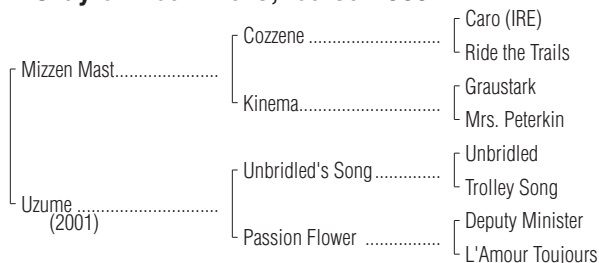 Cozzene
Caro (IRE)
Ride the Trails
Mizzen Mast
Kinema
Graustark
Mrs. Peterkin
Unbridled's Song
Unbridled
Trolley Song
Uzume
(2001)
Passion Flower
Deputy Minister
L'Amour Toujours